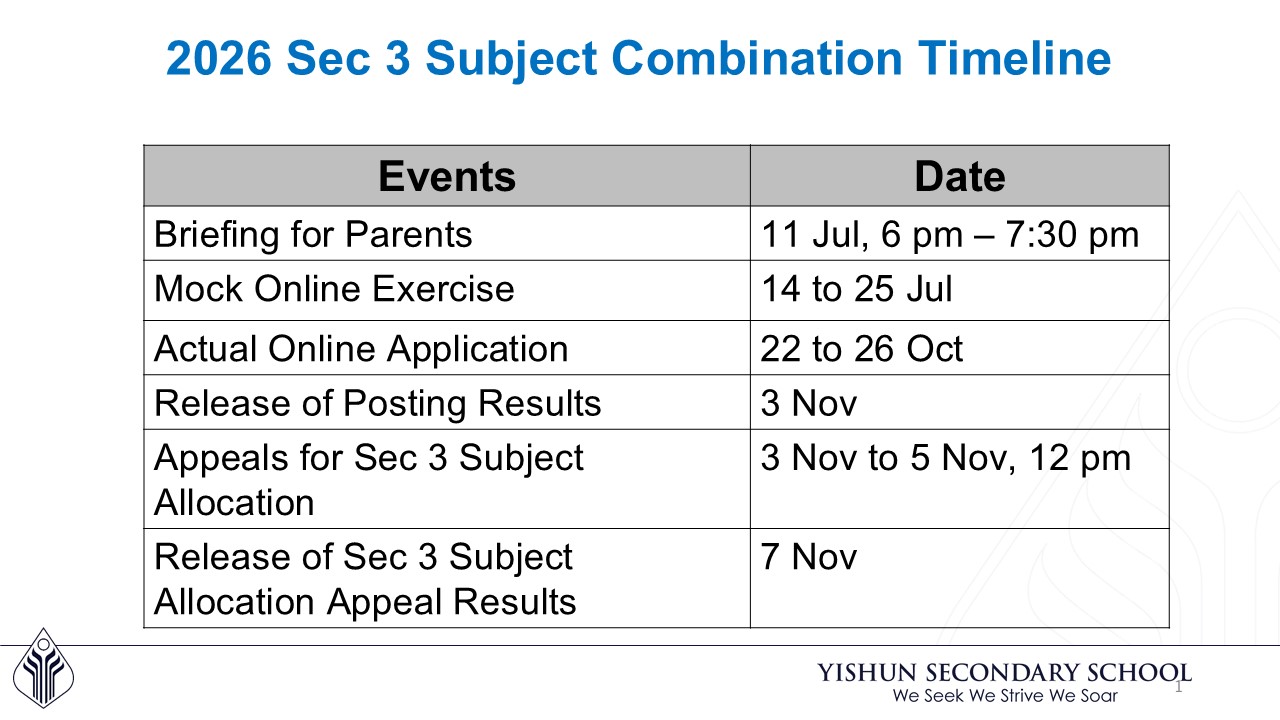 2026 Sec 3 Subject Combination Timeline
Events Date
Briefing for Parents 11 Jul, 6 pm – 7:30 pm
Mock Online Exercise 14 to 25 Jul
Actual Online Application 22 to 26 Oct
Release of Posting Results 3 Nov
Appeals for Sec 3 Subject 3 Nov to 5 Nov, 12 pm
Allocation
Release of Sec 3 Subject 7 Nov
Allocation Appeal Results
YISHUN SECONDARY SCHOOL
We Seek We Strive We Soar
1